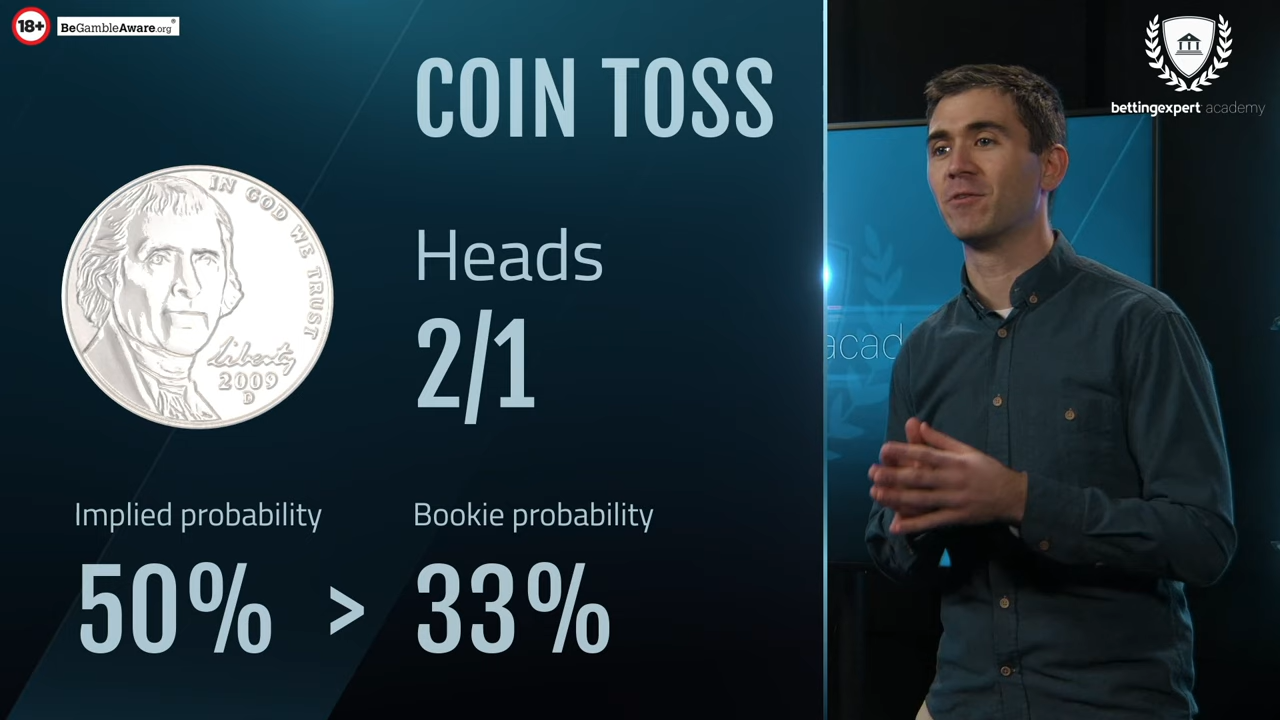 18+
BeGambleAware.org®
COIN TOSS
bettingexpert academy
IN GOD WE TRUST
Liberty
2009
D
Heads
2/1
acad
Implied probability
Bookie probability
50% > 33%